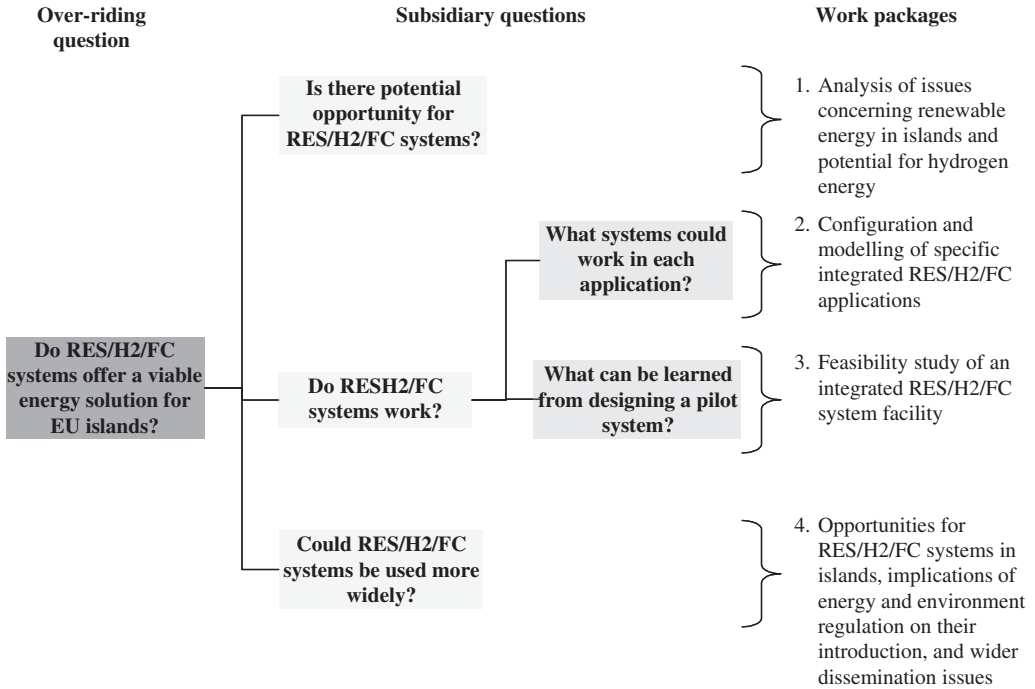 Over-riding
question
Subsidiary questions
Work packages
Is there potential
opportunity for
RES/H2/FC systems?
1. Analysis of issues
concerning renewable
energy in islands and
potential for hydrogen
energy
What systems could
work in each
application?
2. Configuration and
modelling of specific
integrated RES/H2/FC
applications
Do RES/H2/FC
systems offer a viable
energy solution for
EU islands?
Do RESH2/FC
systems work?
What can be learned
from designing a pilot
system?
3. Feasibility study of an
integrated RES/H2/FC
system facility
Could RES/H2/FC
systems be used more
widely?
4. Opportunities for
RES/H2/FC systems in
islands, implications of
energy and environment
regulation on their
introduction, and wider
dissemination issues